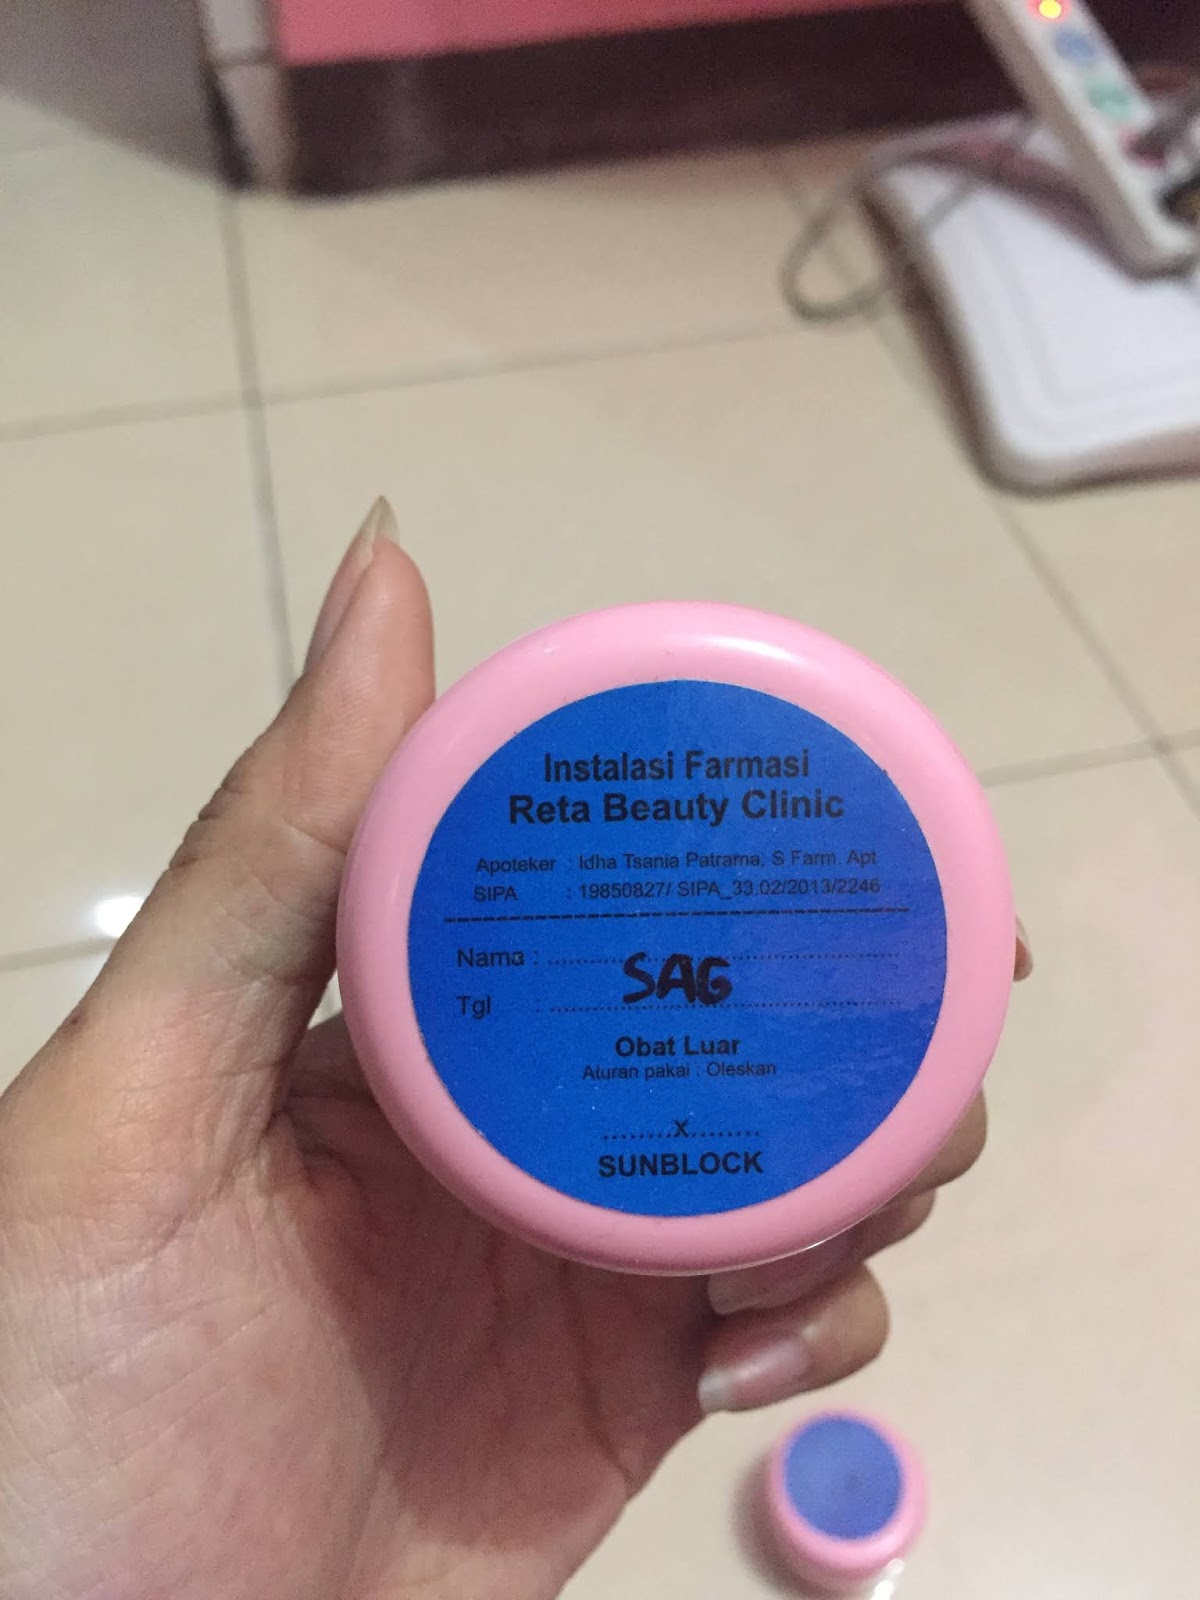 Instalasi Farmasi
Reta Beauty Clinic
Apoteker : Idha Tsania Patrama, S Farm. Apt
SIPA : 19850827/ SIPA_33.02/2013/2246
Nama : ....................
SAG
Tgl : ....................
Obat Luar
Aturan pakai : Oleskan
........x........
SUNBLOCK